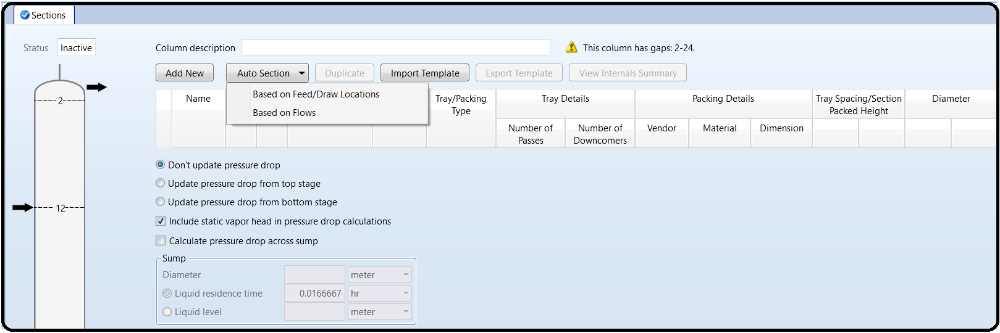 Sections
Status Inactive Column description This column has gaps: 2-24.
Add New Auto Section Duplicate Import Template Export Template View Internals Summary
Based on Feed/Draw Locations
Based on Flows
Name Tray/Packing Type Tray Details Packing Details Tray Spacing/Section Packed Height Diameter
Number of Passes Number of Downcomers Vendor Material Dimension
2
12
Don't update pressure drop
Update pressure drop from top stage
Update pressure drop from bottom stage
Include static vapor head in pressure drop calculations
Calculate pressure drop across sump
Sump
Diameter meter
Liquid residence time 0.0166667 hr
Liquid level meter